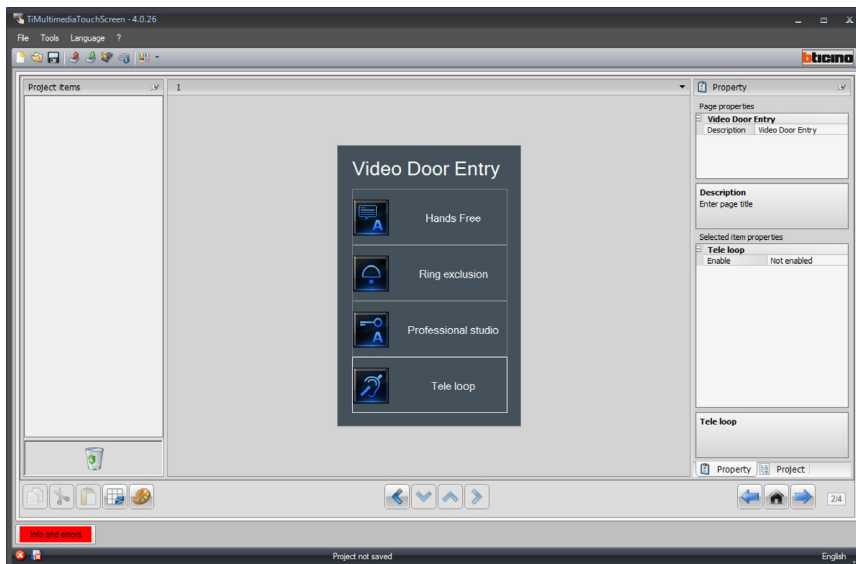 TiMultimediaTouchScreen - 4.0.26
File Tools Language ?
bticino
Project items
1
Property
Page properties
Video Door Entry
Description Video Door Entry
Description
Enter page title
Selected item properties
Tele loop
Enable Not enabled
Tele loop
Video Door Entry
Hands Free
A
Ring exclusion
Professional studio
A
Tele loop
Property Project
2/4
Info and errors
Project not saved
English